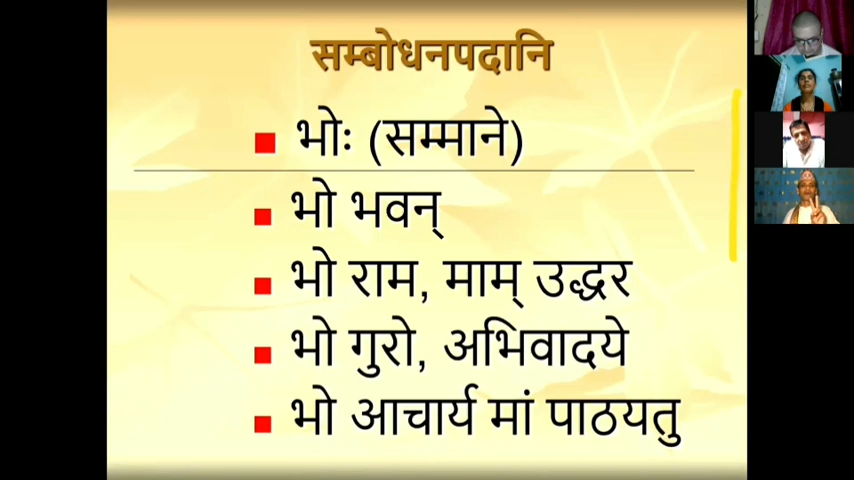 सम्बोधनपदानि
भोः (सम्माने)
भो भवन्
भो राम, माम् उद्धर
भो गुरो, अभिवादये
भो आचार्य मां पाठयतु